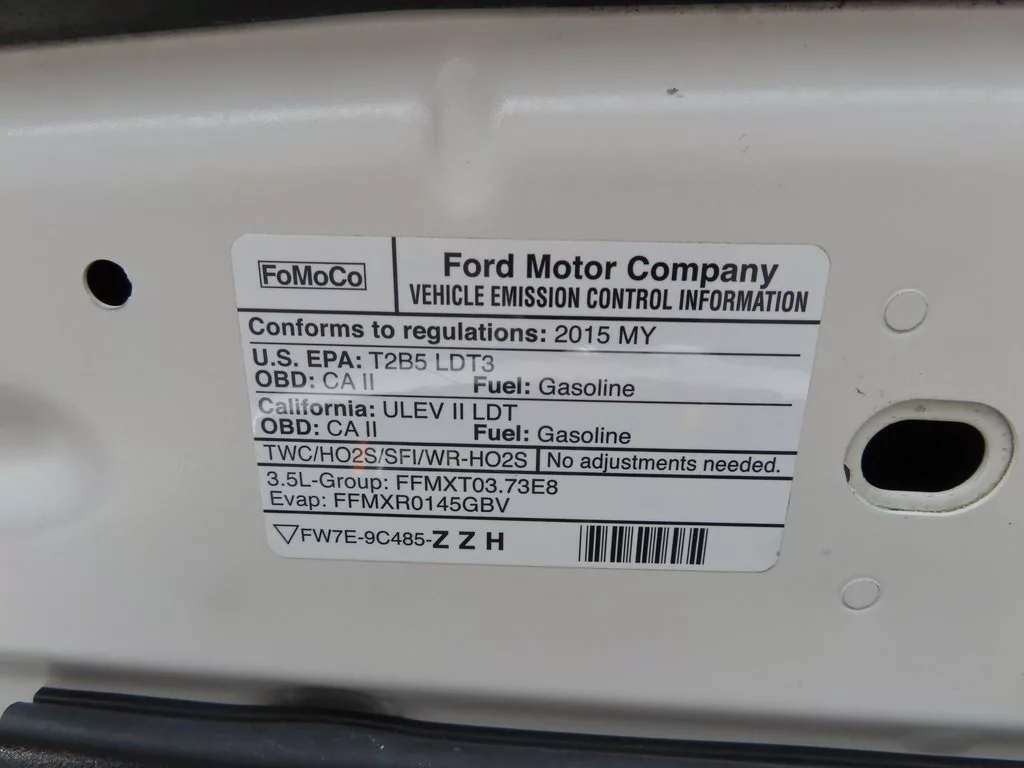 FoMoCo
Ford Motor Company
VEHICLE EMISSION CONTROL INFORMATION
Conforms to regulations: 2015 MY
U.S. EPA: T2B5 LDT3
OBD: CA II Fuel: Gasoline
California: ULEV II LDT
OBD: CA II Fuel: Gasoline
TWC/HO2S/SFI/WR-HO2S No adjustments needed.
3.5L-Group: FFMXT03.73E8
Evap: FFMXR0145GBV
FW7E-9C485-Z Z H